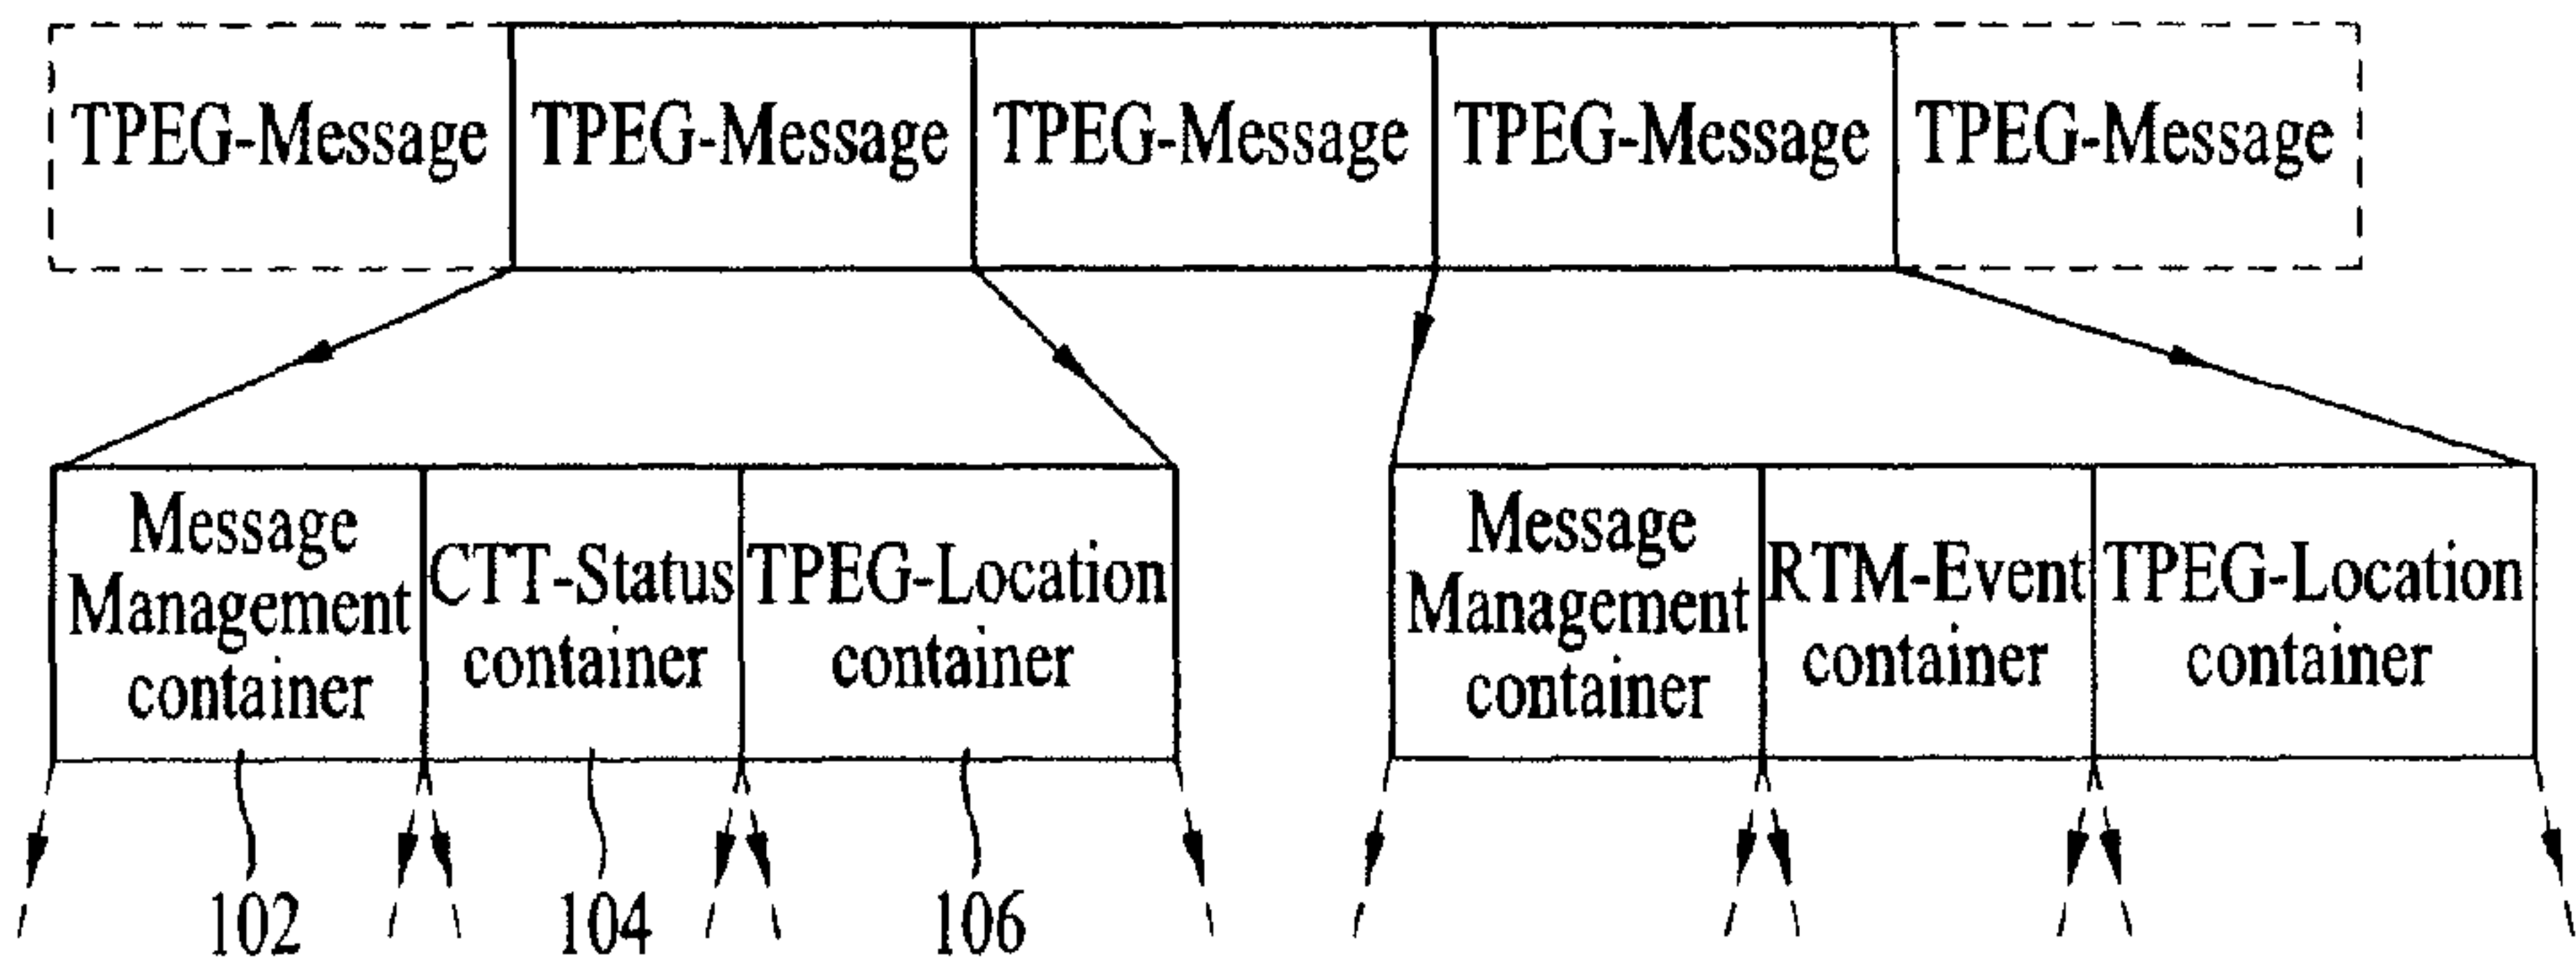 TPEG-Message TPEG-Message TPEG-Message TPEG-Message TPEG-Message
Message
Management
container
CTT-Status
container
TPEG-Location
container
Message
Management
container
RTM-Event
container
TPEG-Location
container
102 104 106